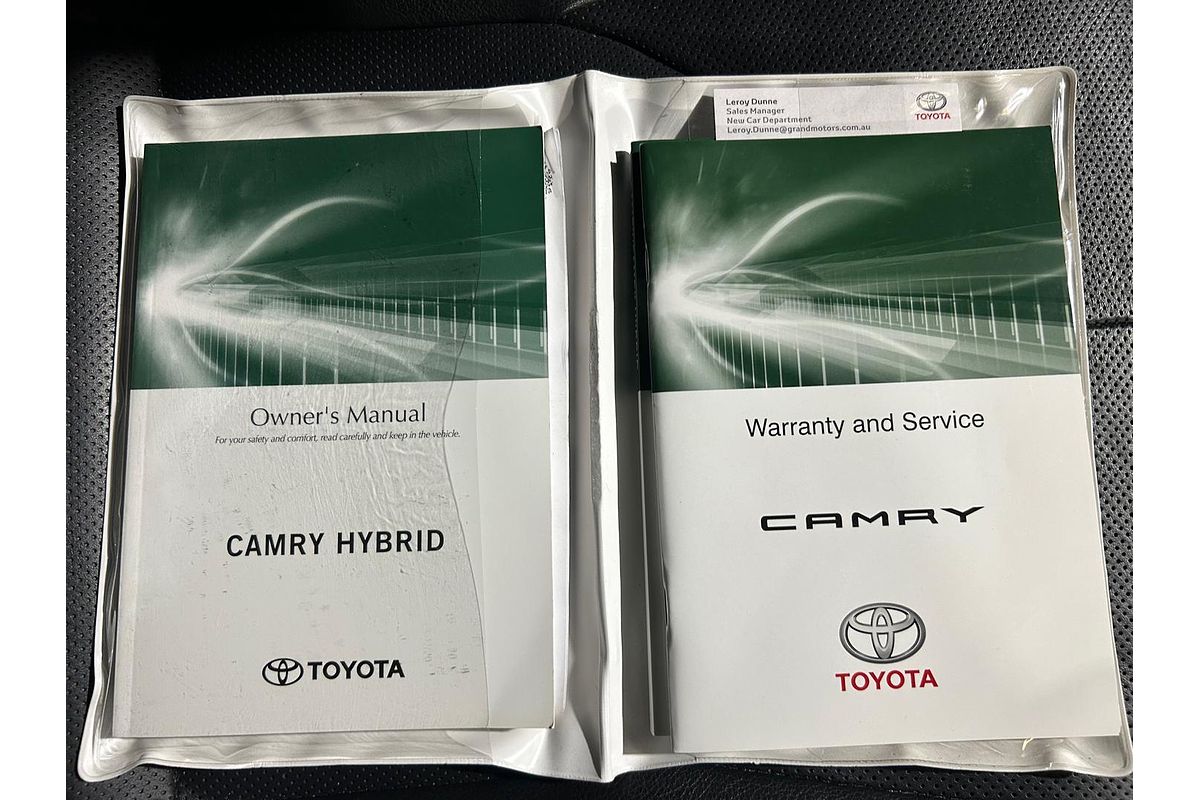 Leroy Dunne
Sales Manager
New Car Department
Leroy.Dunne@grandmotors.com.au
TOYOTA
Owner's Manual
For your safety and comfort, read carefully and keep in the vehicle.
CAMRY HYBRID
TOYOTA
Warranty and Service
CAMRY
TOYOTA